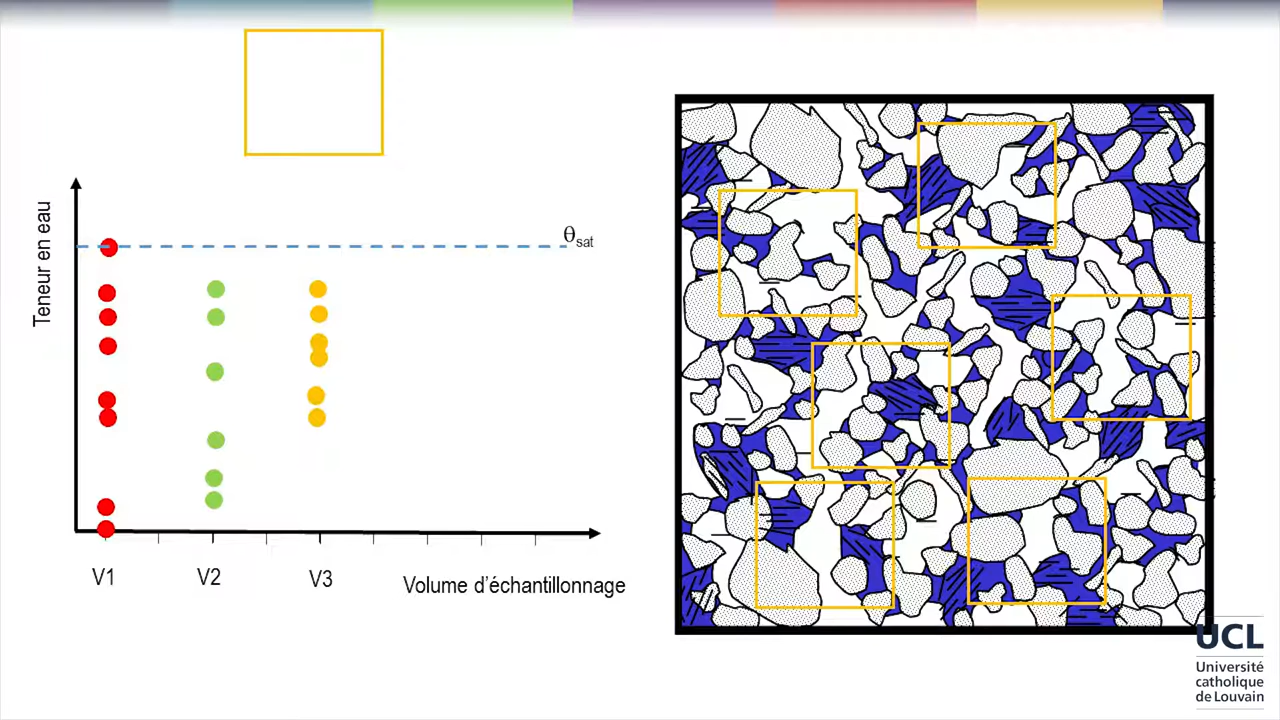 Teneur en eau
θsat
V1
V2
V3
Volume d'échantillonnage
UCL
Université
catholique
de Louvain